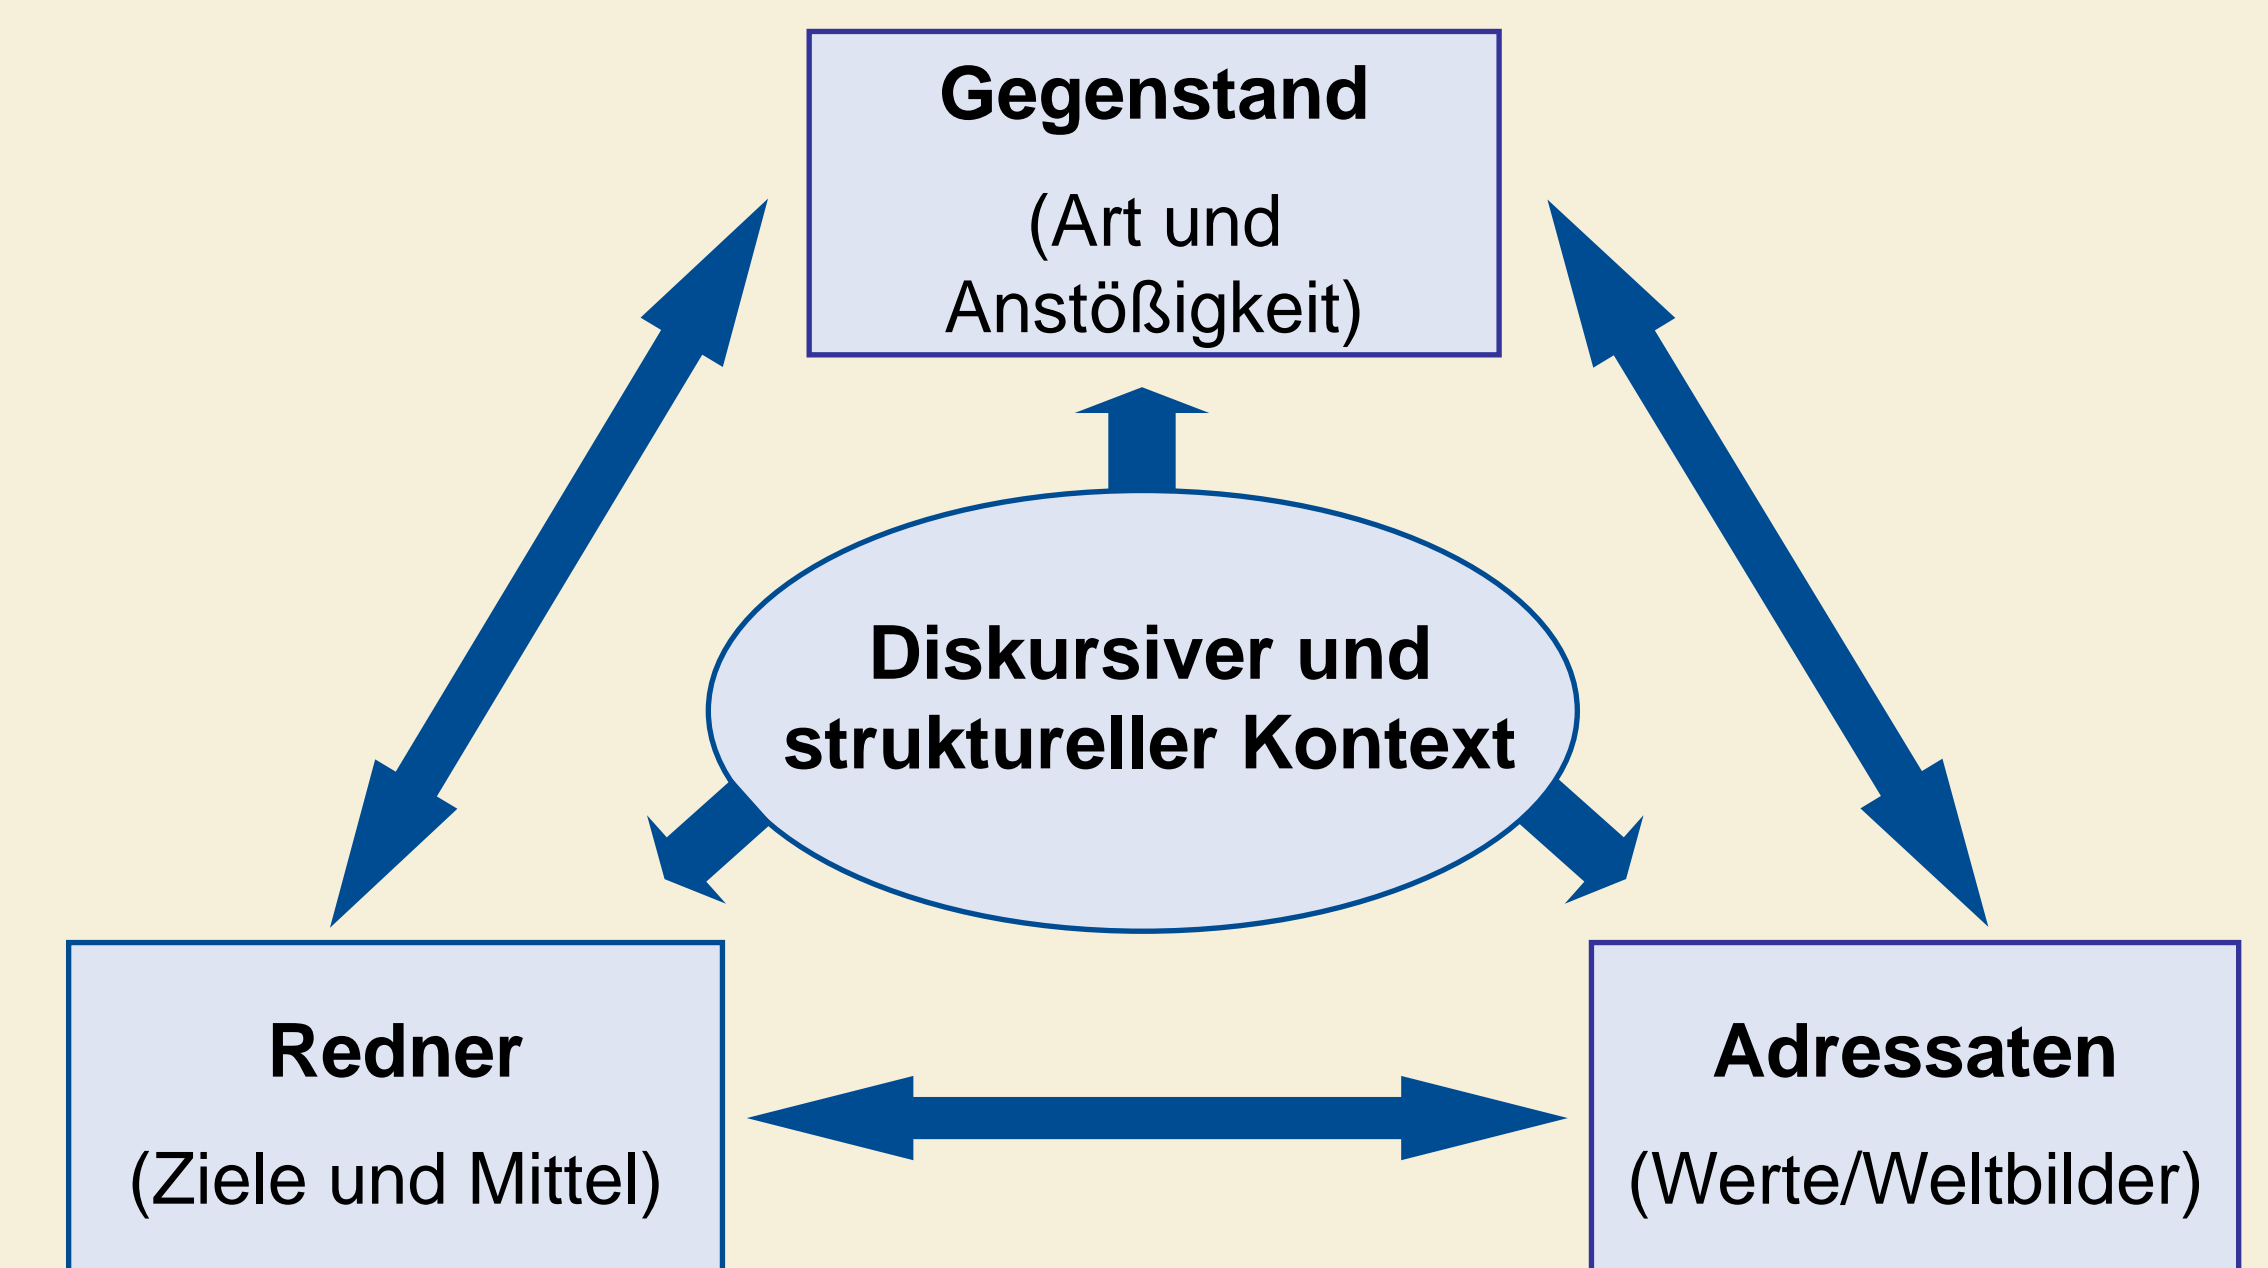 Gegenstand
(Art und
Anstößigkeit)
Diskursiver und
struktureller Kontext
Redner
(Ziele und Mittel)
Adressaten
(Werte/Weltbilder)